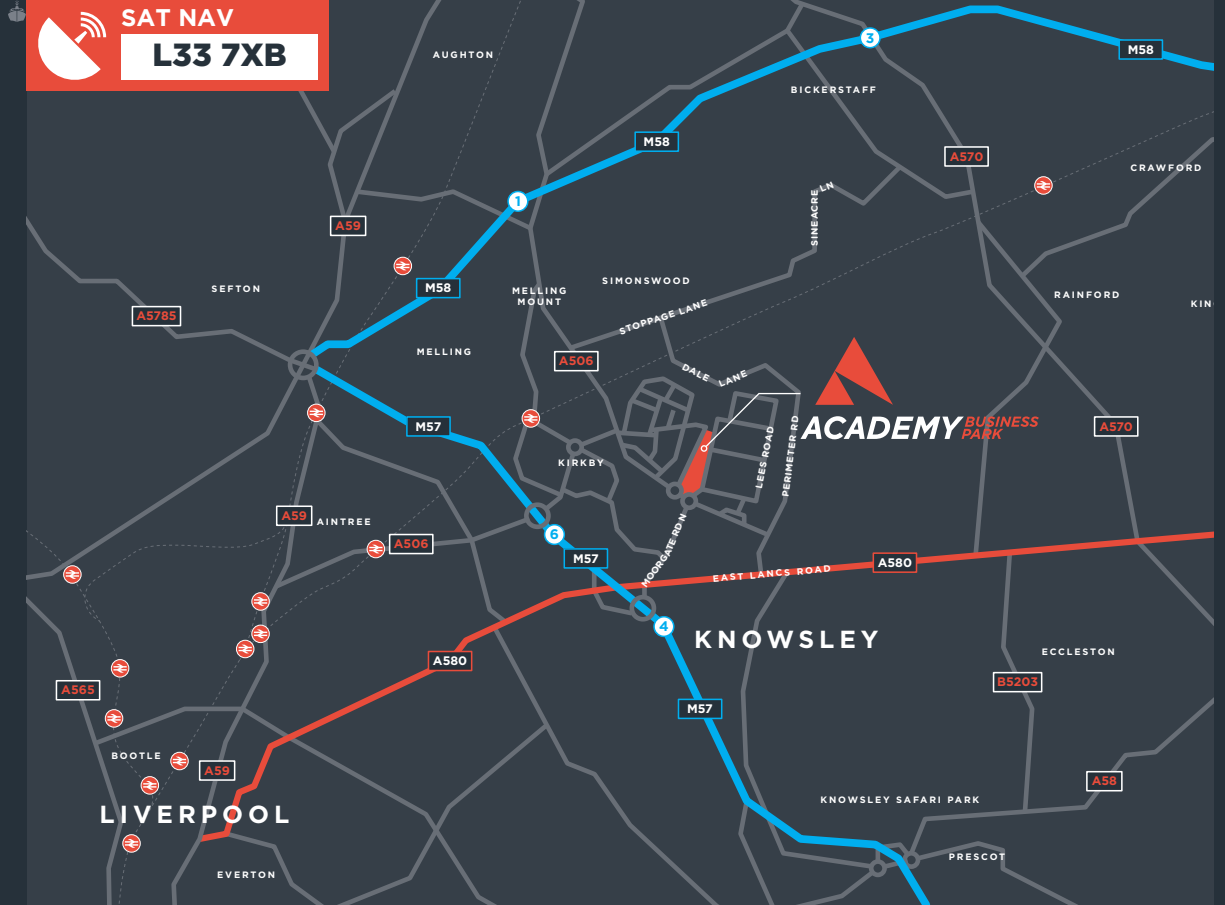 SAT NAV
L33 7XB
AUGHTON
3
M58
BICKERSTAFF
M58
A570
CRAWFORD
SINEACRE LN
1
A59
SIMONSWOOD
SEFTON
M58
MELLING
MOUNT
RAINFORD
A5785
STOPPAGE LANE
MELLING
A506
DALE LANE
ACADEMY
BUSINESS
PARK
M57
A570
LEES ROAD
PERIMETER RD
KIRKBY
A59
AINTREE
6
A506
MOORGATE RD N
M57
A580
EAST LANCS ROAD
4
KNOWSLEY
A580
ECCLESTON
B5203
A565
M57
BOOTLE
A59
A58
KNOWSLEY SAFARI PARK
LIVERPOOL
PRESCOT
EVERTON